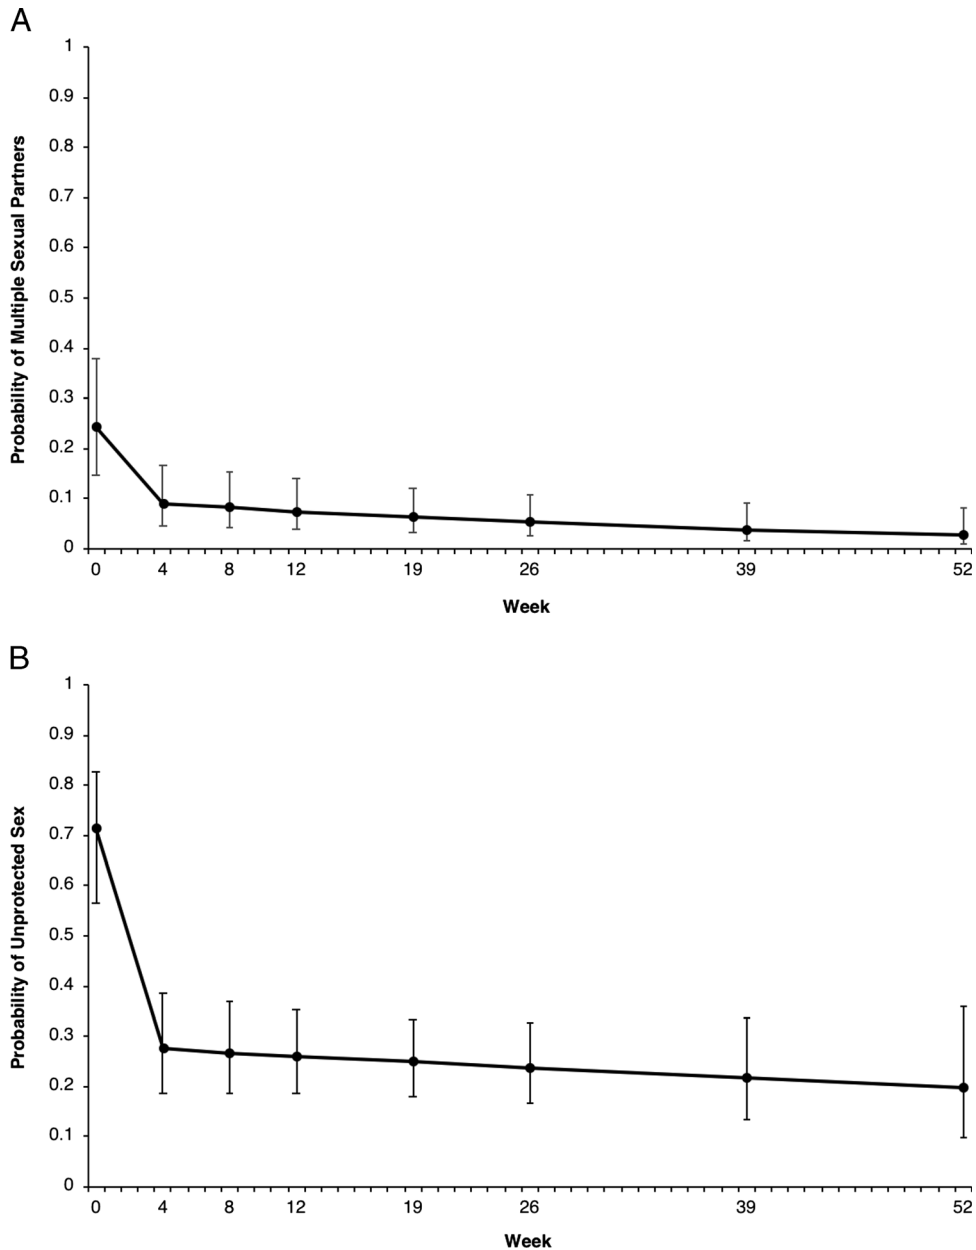 A
Probability of Multiple Sexual Partners
1
0.9
0.8
0.7
0.6
0.5
0.4
0.3
0.2
0.1
0
0 4 8 12 19 26 39 52
Week
B
Probability of Unprotected Sex
1
0.9
0.8
0.7
0.6
0.5
0.4
0.3
0.2
0.1
0
0 4 8 12 19 26 39 52
Week